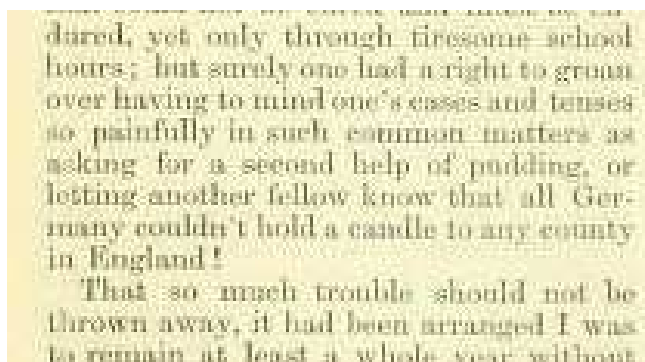 dured, yet only through tiresome school
hours; but surely one had a right to groan
over having to mind one's cases and tenses
so painfully in such common matters as
asking for a second help of pudding, or
letting another fellow know that all Ger-
many couldn't hold a candle to any county
in England!
That so much trouble should not be
thrown away, it had been arranged I was
to remain at least a whole year without